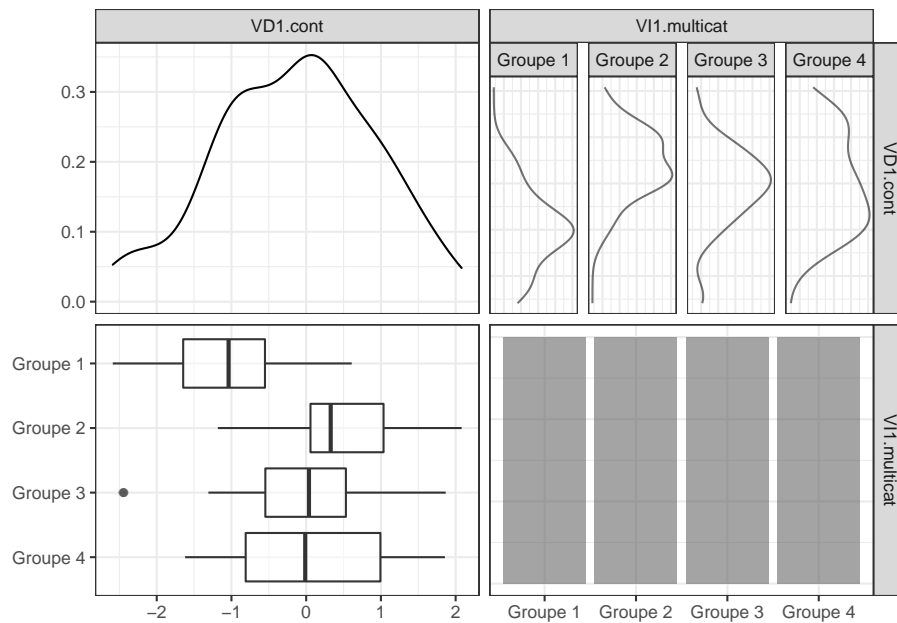 VD1.cont
VI1.multicat
Groupe 1
Groupe 2
Groupe 3
Groupe 4
0.3
0.2
0.1
0.0
VD1.cont
Groupe 1
Groupe 2
Groupe 3
Groupe 4
VI1.multicat
−2
−1
0
1
2
Groupe 1
Groupe 2
Groupe 3
Groupe 4